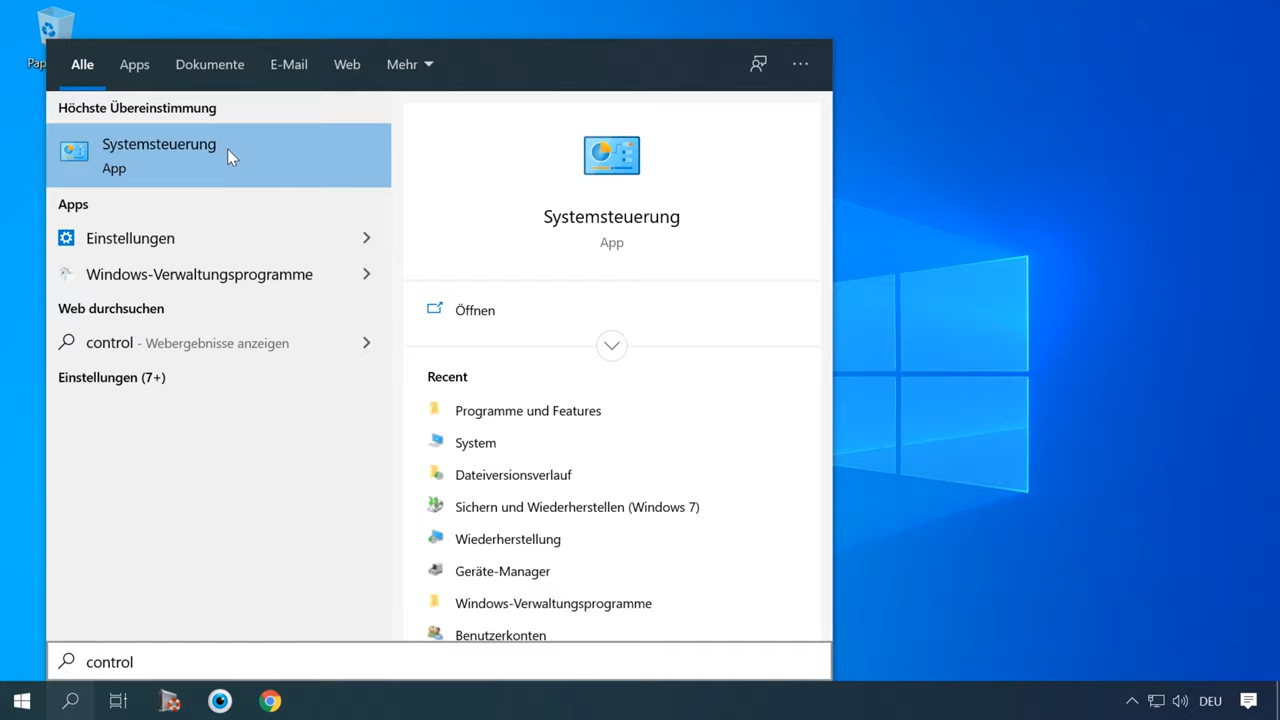 Pap
Alle Apps Dokumente E-Mail Web Mehr
Höchste Übereinstimmung
Systemsteuerung
App
Apps
Einstellungen
Windows-Verwaltungsprogramme
Web durchsuchen
control - Webergebnisse anzeigen
Einstellungen (7+)
Systemsteuerung
App
Öffnen
Recent
Programme und Features
System
Dateiversionsverlauf
Sichern und Wiederherstellen (Windows 7)
Wiederherstellung
Geräte-Manager
Windows-Verwaltungsprogramme
Benutzerkonten
control
DEU